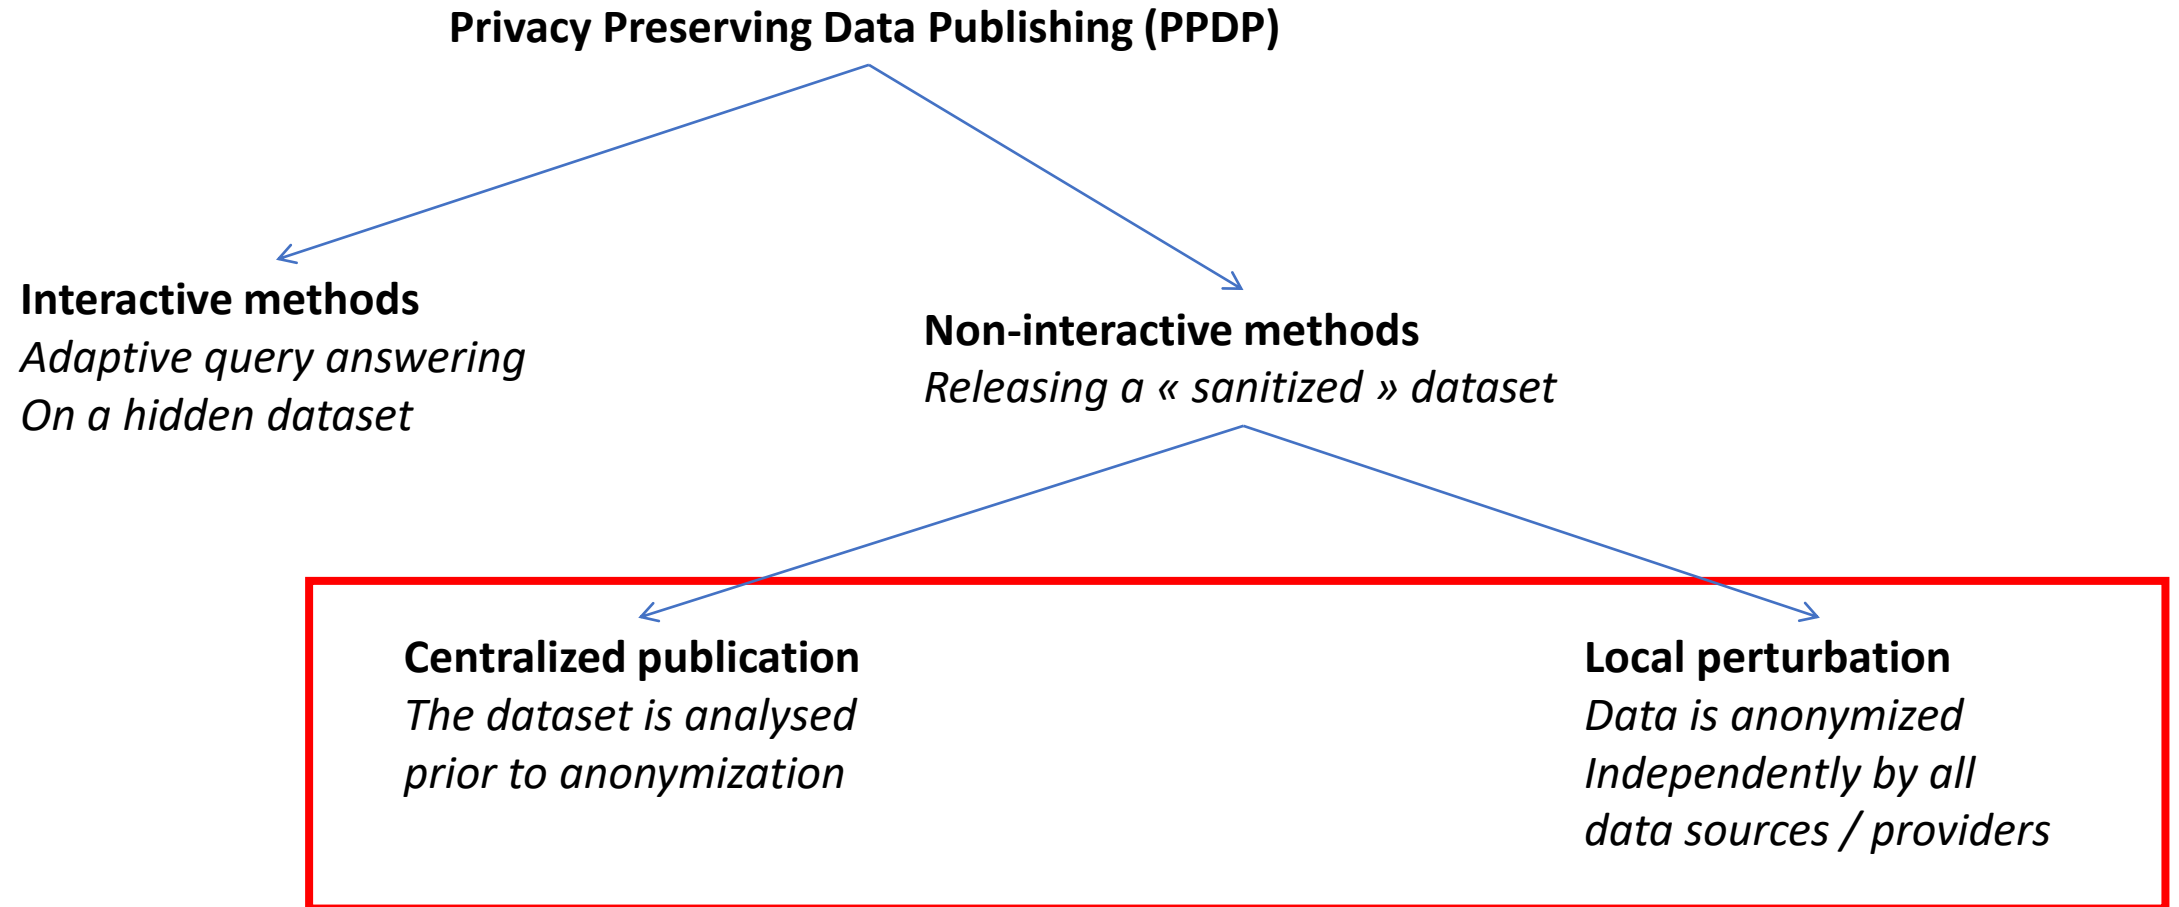 Privacy Preserving Data Publishing (PPDP)
Interactive methods
Adaptive query answering
On a hidden dataset
Non-interactive methods
Releasing a « sanitized » dataset
Centralized publication
The dataset is analysed
prior to anonymization
Local perturbation
Data is anonymized
Independently by all
data sources / providers